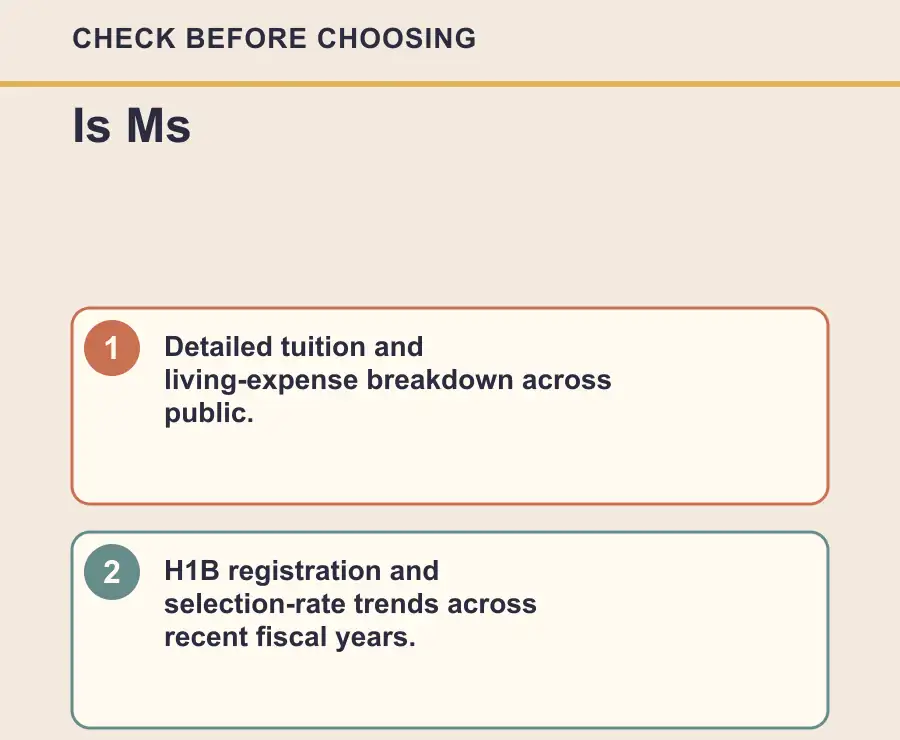 CHECK BEFORE CHOOSING
Is Ms
1
Detailed tuition and
living-expense breakdown across
public.
2
H1B registration and
selection-rate trends across
recent fiscal years.